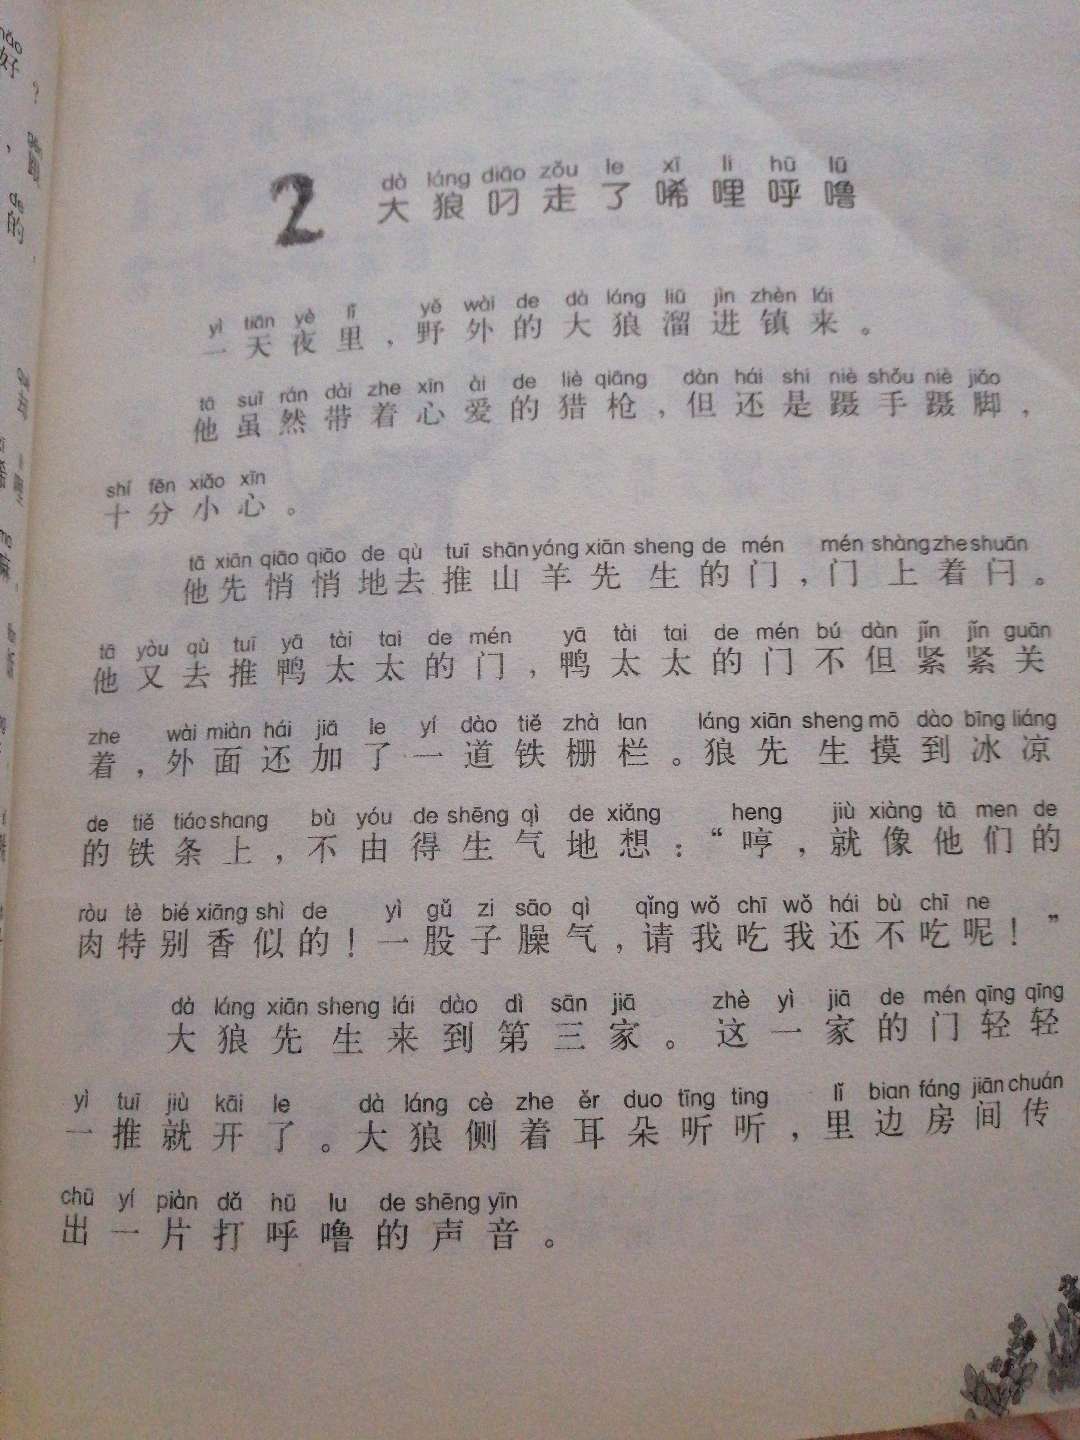 2
dà láng diāo zǒu le xī li hū lū
大狼叼走了唏哩呼噜
yì tiān yè lǐ yě wài de dà láng liū jìn zhèn lái
一天夜里，野外的大狼溜进镇来。
tā suī rán dài zhe xīn ài de liè qiāng dàn hái shi niè shǒu niè jiǎo
他虽然带着心爱的猎枪，但还是蹑手蹑脚，
shí fēn xiǎo xīn
十分小心。
tā xiān qiāo qiāo de qù tuī shān yáng xiān sheng de mén mén shàng zhe shuān
他先悄悄地去推山羊先生的门，门上着闩。
tā yòu qù tuī yā tài tai de mén yā tài tai de mén bú dàn jǐn jǐn guān
他又去推鸭太太的门，鸭太太的门不但紧紧关
zhe wài miàn hái jiā le yí dào tiě zhà lan láng xiān sheng mō dào bīng liáng
着，外面还加了一道铁栅栏。狼先生摸到冰凉
de tiě tiáo shang bù yóu de shēng qì de xiǎng heng jiù xiàng tā men de
的铁条上，不由得生气地想：“哼，就像他们的
ròu tè bié xiāng shì de yì gǔ zi sāo qì qǐng wǒ chī wǒ hái bù chī ne
肉特别香似的！一股子臊气，请我吃我还不吃呢！”
dà láng xiān sheng lái dào dì sān jiā zhè yì jiā de mén qīng qīng
大狼先生来到第三家。这一家的门轻轻
yì tuī jiù kāi le dà láng cè zhe ěr duo tīng ting lǐ bian fáng jiān chuán
一推就开了。大狼侧着耳朵听听，里边房间传
chū yí piàn dǎ hū lu de shēng yīn
出一片打呼噜的声音。